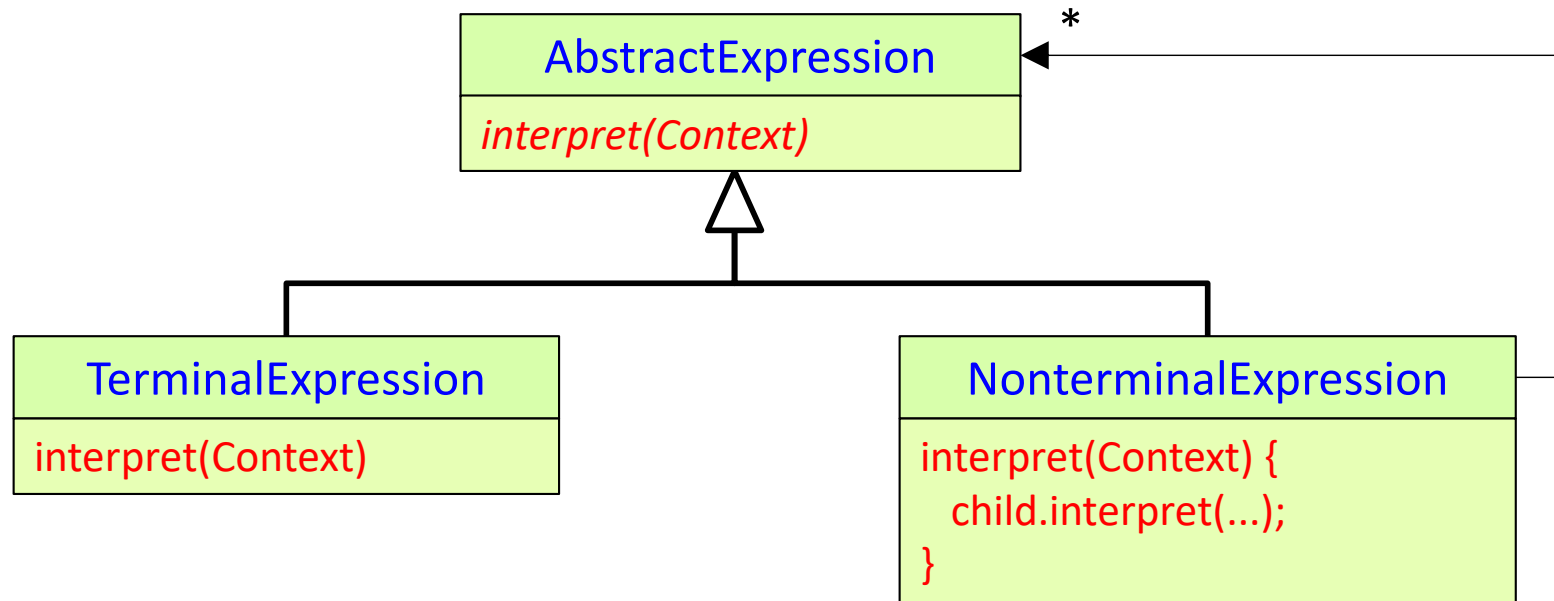 *
AbstractExpression
interpret(Context)
TerminalExpression
interpret(Context)
NonterminalExpression
interpret(Context) {
child.interpret(...);
}